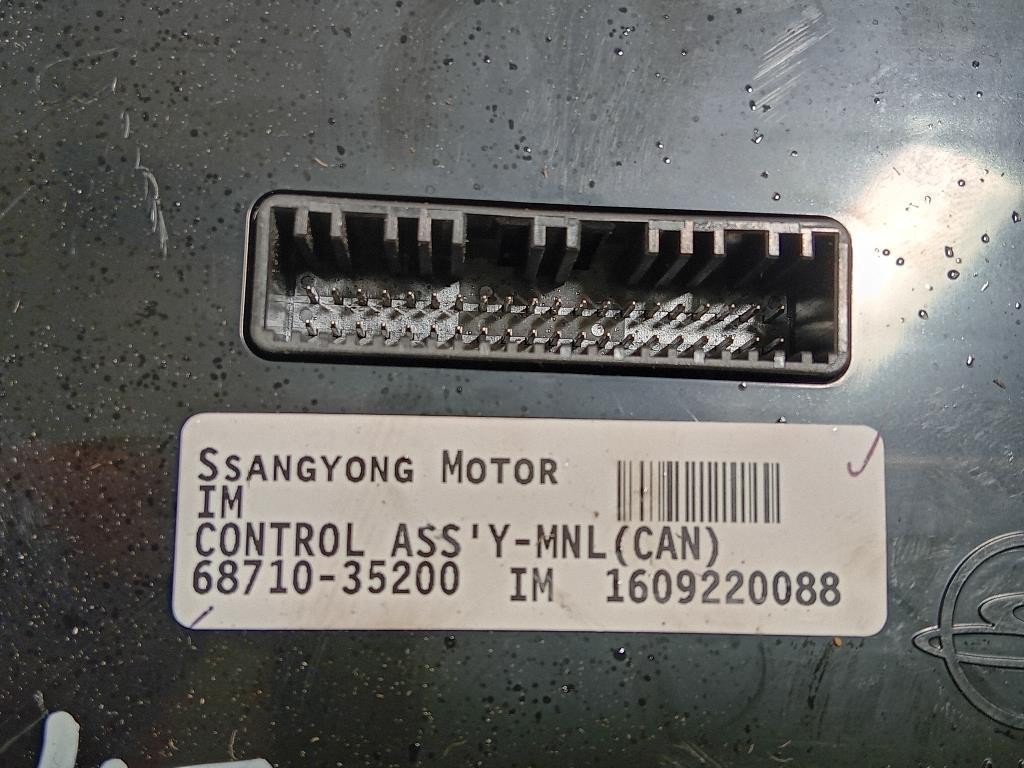 Ssangyong Motor
IM
CONTROL ASS'Y-MNL(CAN)
68710-35200 IM 1609220088